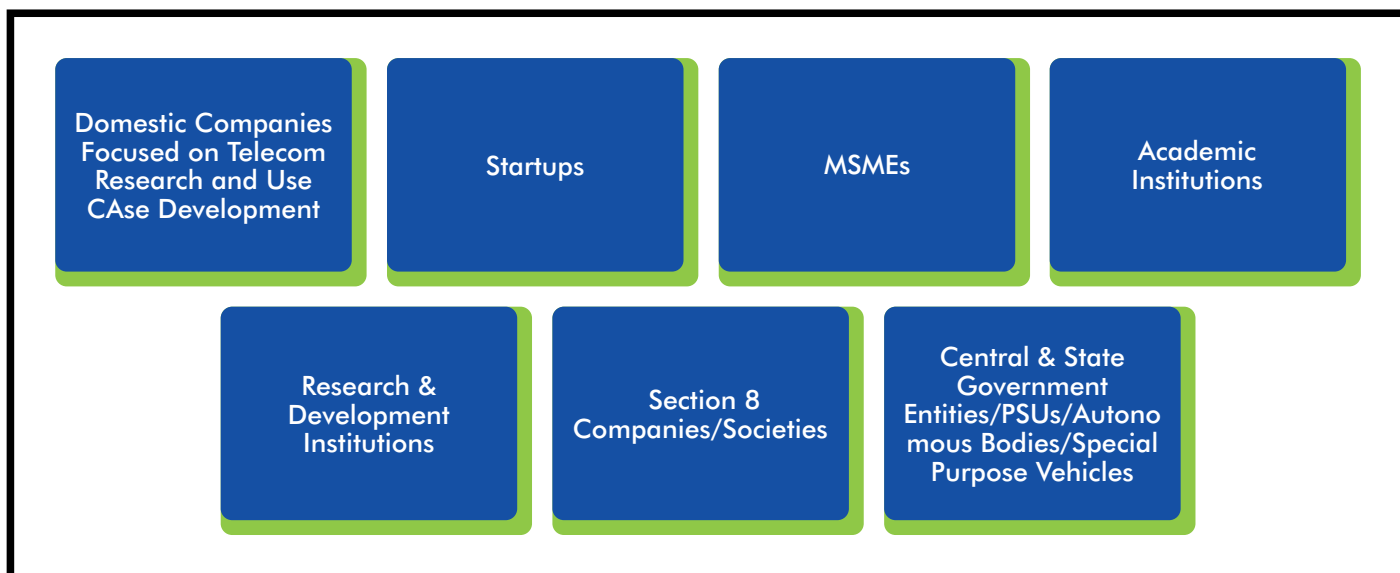 Domestic Companies
Focused on Telecom
Research and Use
CAse Development
Startups
MSMEs
Academic
Institutions
Research &
Development
Institutions
Section 8
Companies/Societies
Central & State
Government
Entities/PSUs/Autono
mous Bodies/Special
Purpose Vehicles